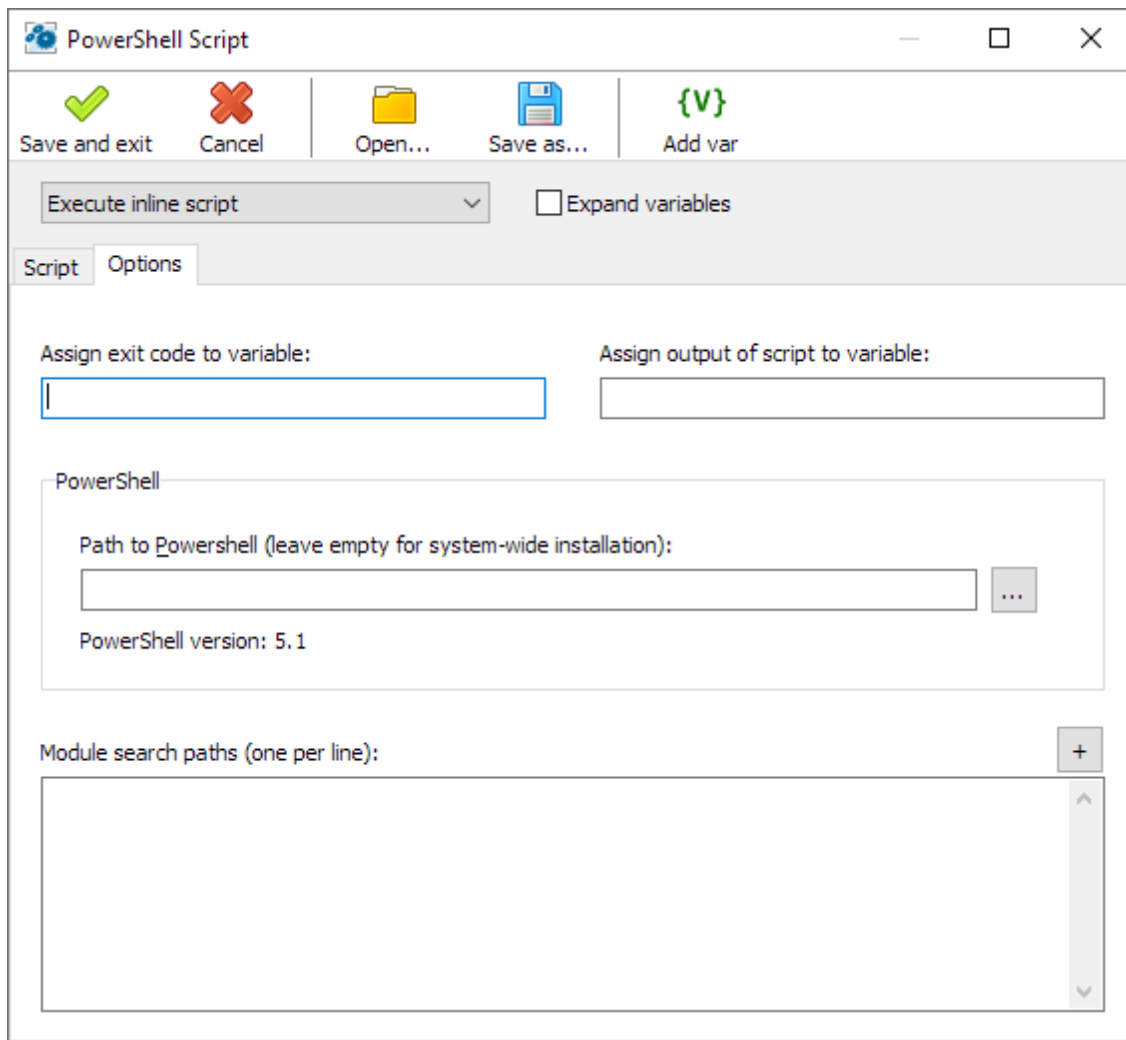 PowerShell Script
Save and exit Cancel Open... Save as... {V} Add var
Execute inline script Expand variables
Script Options
Assign exit code to variable: Assign output of script to variable:
PowerShell
Path to Powershell (leave empty for system-wide installation):
...
PowerShell version: 5.1
Module search paths (one per line): +